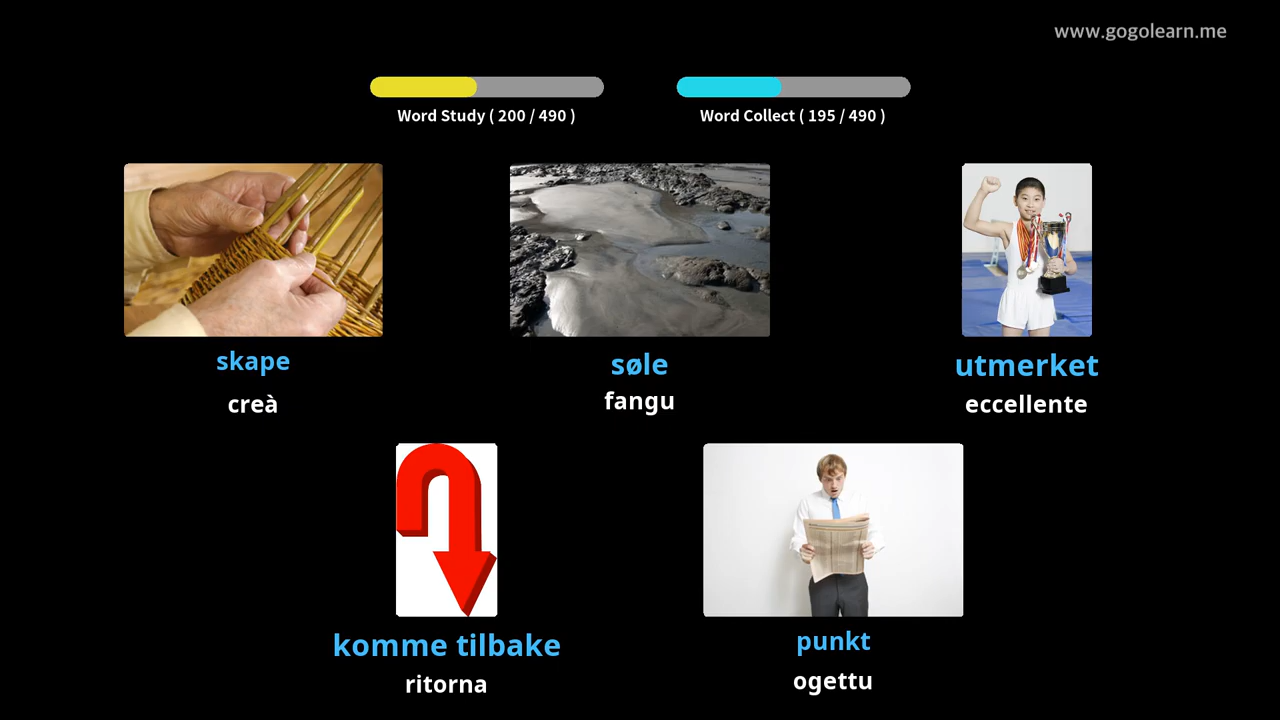 www.gogolearn.me
Word Study ( 200 / 490 )
Word Collect ( 195 / 490 )
skape
creà
søle
fangu
utmerket
eccellente
komme tilbake
ritorna
punkt
ogettu